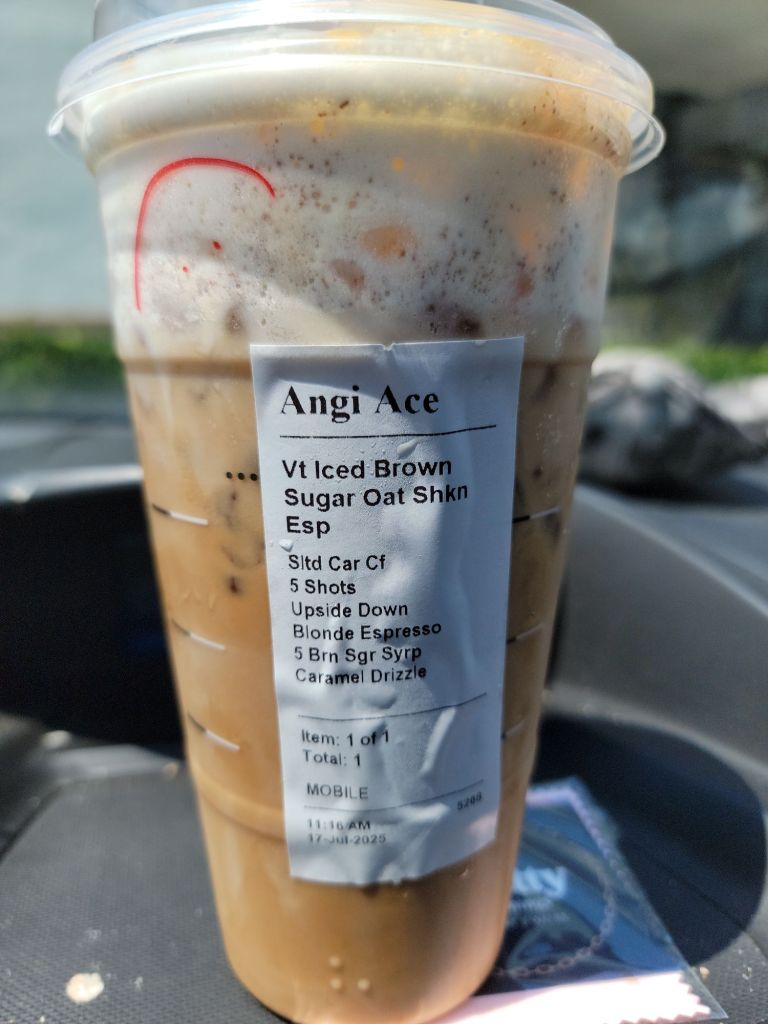 Angi Ace
Vt Iced Brown
Sugar Oat Shkn
Esp
Sltd Car Cf
5 Shots
Upside Down
Blonde Espresso
5 Brn Sgr Syrp
Caramel Drizzle
Item: 1 of 1
Total: 1
MOBILE
11:16 AM
17-Jul-2025